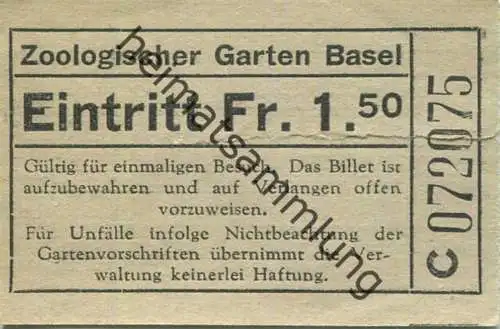 Zoologischer Garten Basel
Eintritt Fr. 1.50
Gültig für einmaligen Besuch. Das Billet ist
aufzubewahren und auf Verlangen offen
vorzuweisen.
Für Unfälle infolge Nichtbeachtung der
Gartenvorschriften übernimmt die Ver-
waltung keinerlei Haftung.
C 072075
heimatsammlung